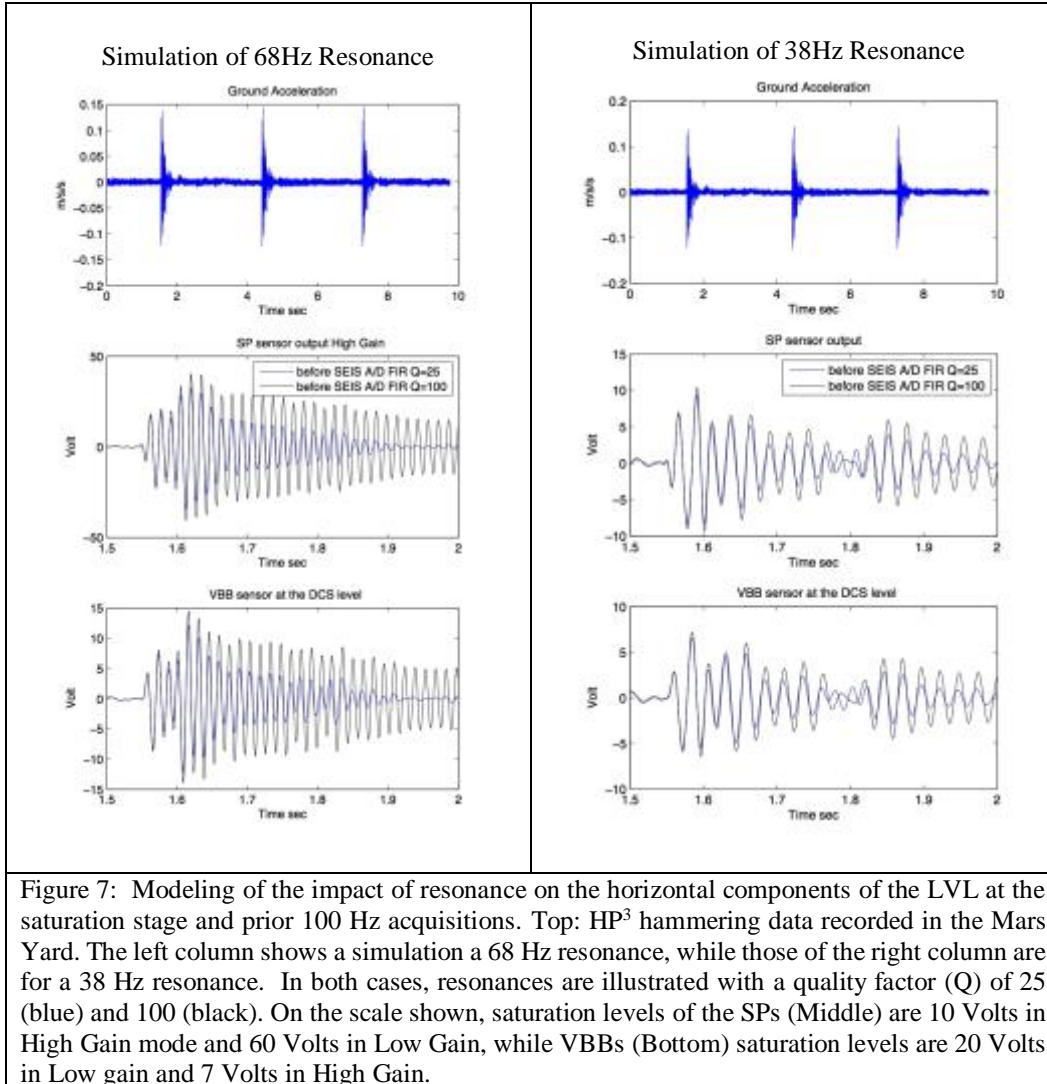 Simulation of 68Hz Resonance
Ground Acceleration
0.15
0.1
0.05
0
−0.05
−0.1
−0.15
−0.2
m/s/s
0 2 4 6 8 10
Time sec
SP sensor output High Gain
50
0
−50
Volt
before SEIS A/D FIR Q=25
before SEIS A/D FIR Q=100
1.5 1.6 1.7 1.8 1.9 2
Time sec
VBB sensor at the DCS level
15
10
5
0
−5
−10
−15
Volt
1.5 1.6 1.7 1.8 1.9 2
Time sec
Simulation of 38Hz Resonance
Ground Acceleration
0.2
0.1
0
−0.1
−0.2
m/s/s
0 2 4 6 8 10
Time sec
SP sensor output
15
10
5
0
−5
−10
Volt
before SEIS A/D FIR Q=25
before SEIS A/D FIR Q=100
1.5 1.6 1.7 1.8 1.9 2
Time sec
VBB sensor at the DCS level
10
5
0
−5
−10
Volt
1.5 1.6 1.7 1.8 1.9 2
Time sec
Figure 7: Modeling of the impact of resonance on the horizontal components of the LVL at the
saturation stage and prior 100 Hz acquisitions. Top: HP³ hammering data recorded in the Mars
Yard. The left column shows a simulation a 68 Hz resonance, while those of the right column are
for a 38 Hz resonance. In both cases, resonances are illustrated with a quality factor (Q) of 25
(blue) and 100 (black). On the scale shown, saturation levels of the SPs (Middle) are 10 Volts in
High Gain mode and 60 Volts in Low Gain, while VBBs (Bottom) saturation levels are 20 Volts
in Low gain and 7 Volts in High Gain.